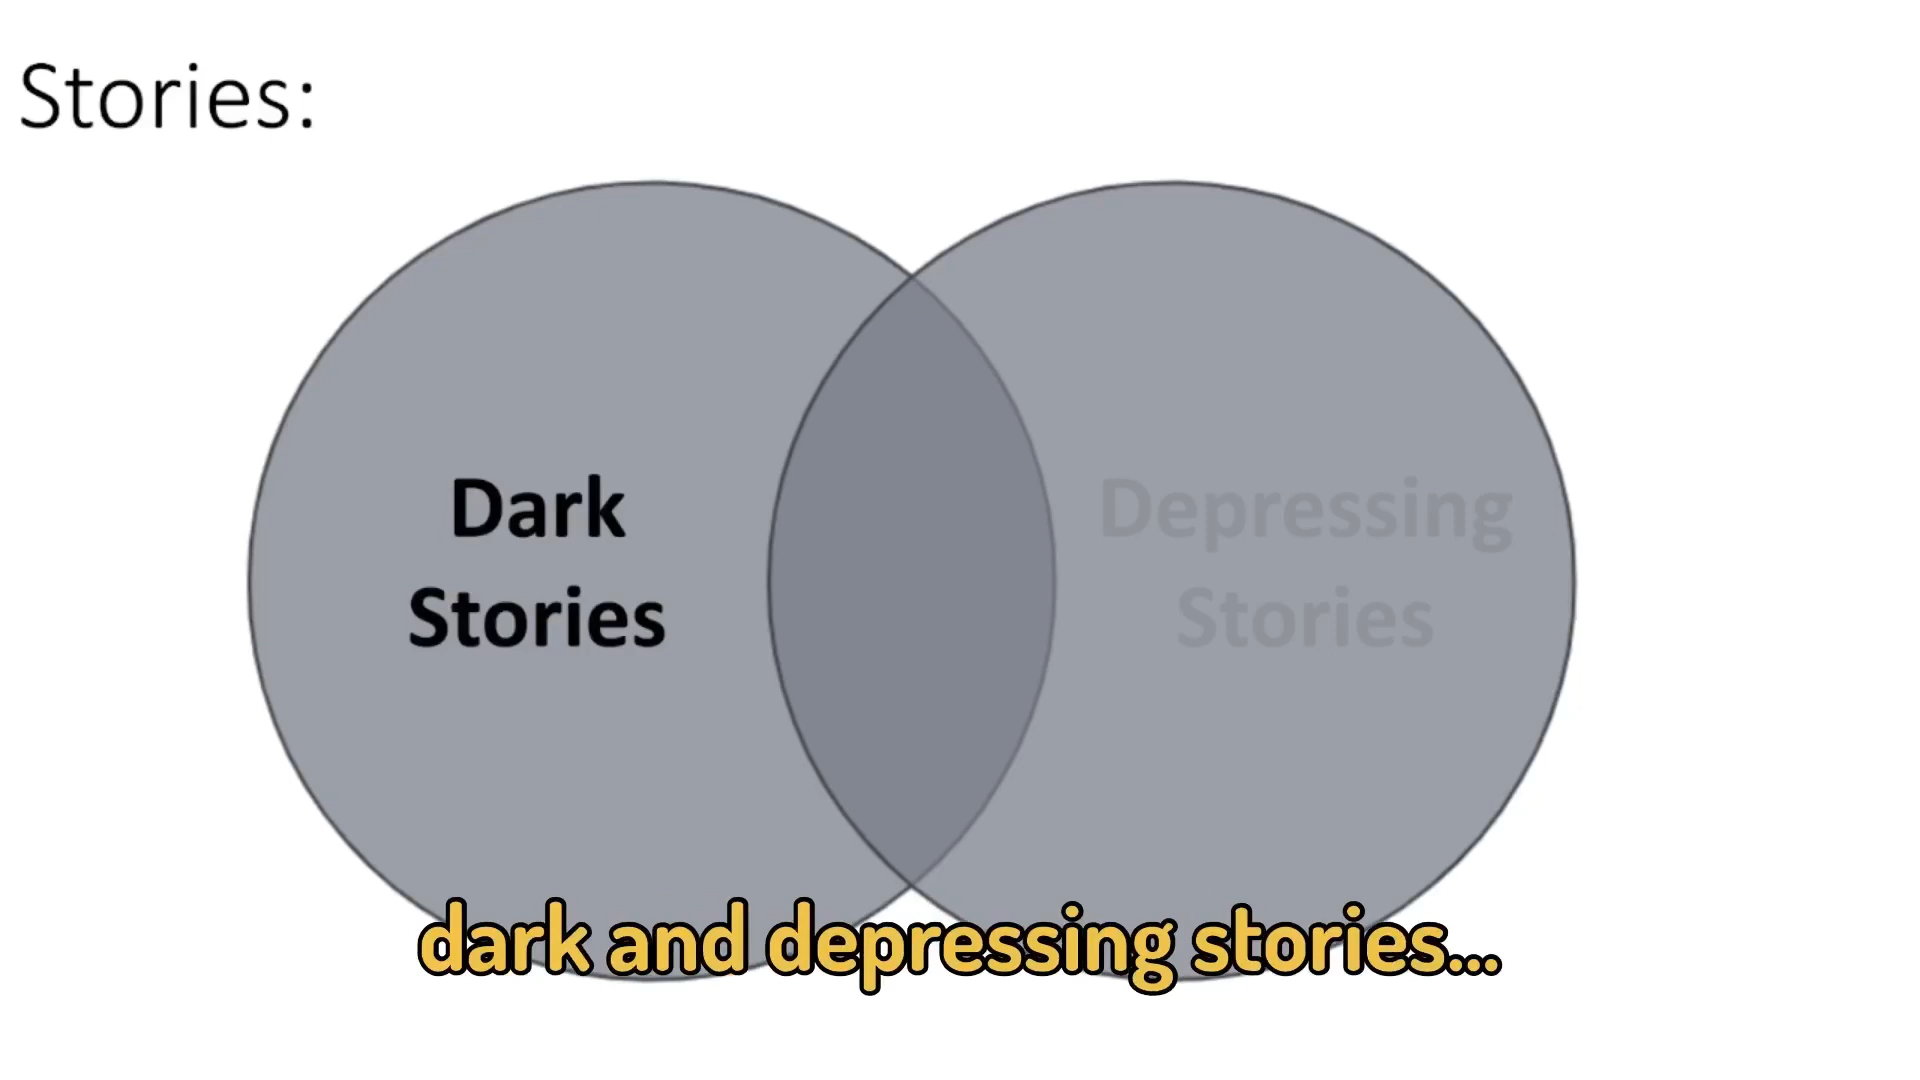 Stories:
Dark
Stories
Depressing
Stories
dark and depressing stories...